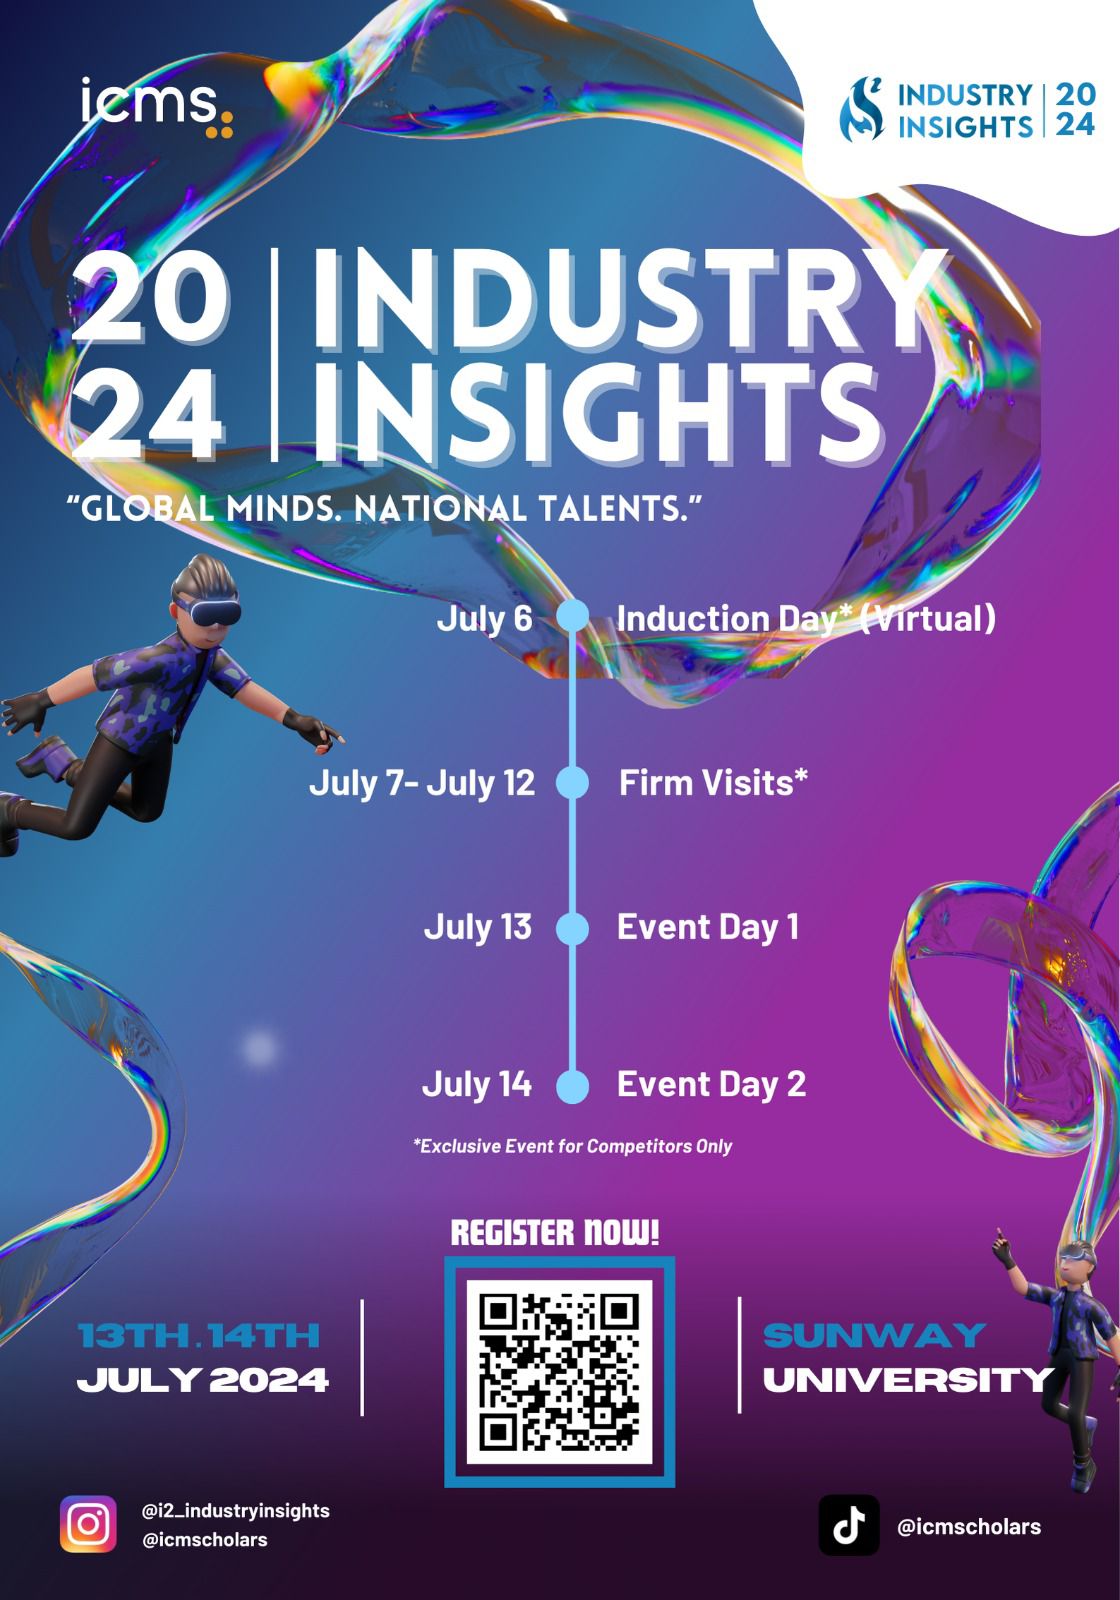 icms
INDUSTRY | 20
INSIGHTS | 24
20 | INDUSTRY
24 | INSIGHTS
“GLOBAL MINDS. NATIONAL TALENTS.”
July 6 Induction Day* (Virtual)
July 7- July 12 Firm Visits*
July 13 Event Day 1
July 14 Event Day 2
*Exclusive Event for Competitors Only
REGISTER NOW!
13TH.14TH
JULY 2024
SUNWAY
UNIVERSITY
@i2_industryinsights
@icmscholars
@icmscholars